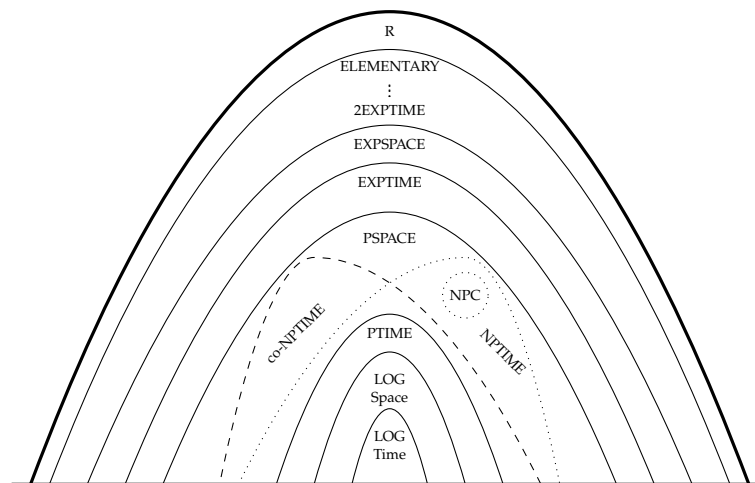 R
ELEMENTARY
⋮
2EXPTIME
EXPSPACE
EXPTIME
PSPACE
NPC
co-NPTIME
NPTIME
PTIME
LOG
Space
LOG
Time